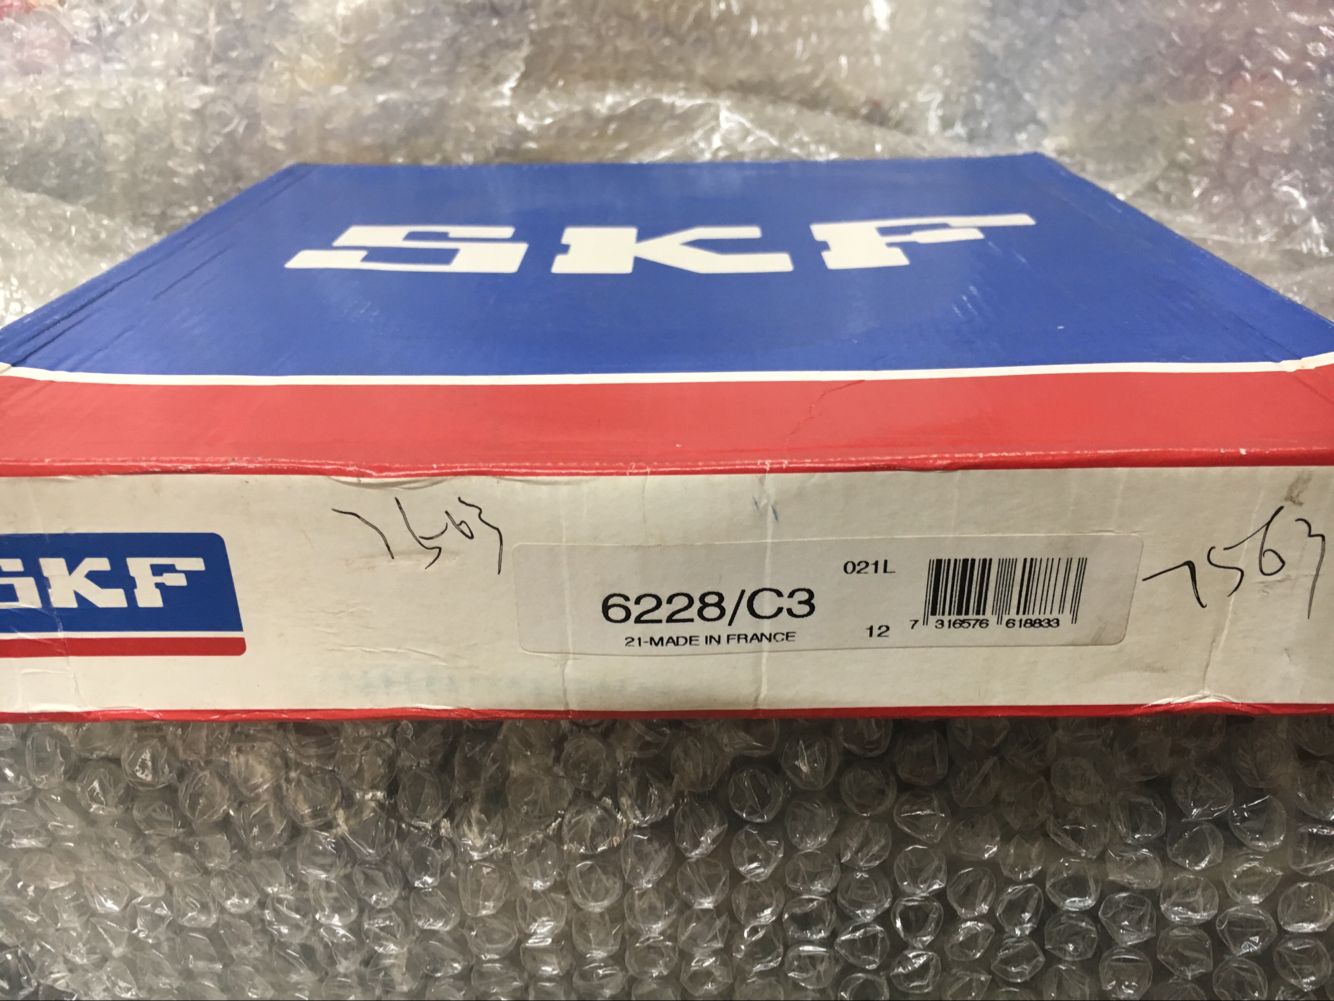 SKF
SKF
7563
021L
6228/C3
21-MADE IN FRANCE
12
7 316576 618833
7563